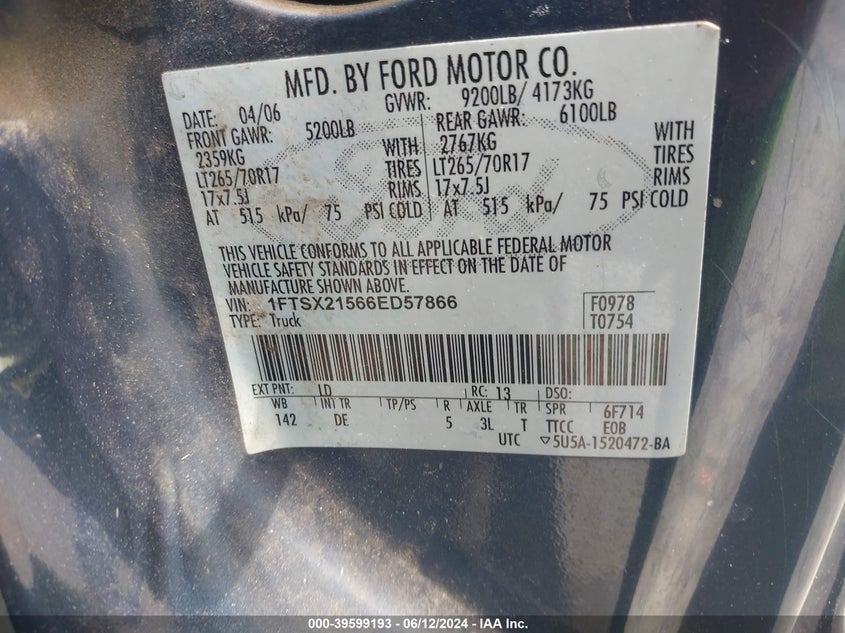 MFD. BY FORD MOTOR CO.
DATE: 04/06 GVWR: 9200LB/ 4173KG
FRONT GAWR: 5200LB REAR GAWR: 6100LB
2359KG WITH 2767KG WITH
LT265/70R17 TIRES LT265/70R17 TIRES
17x7.5J RIMS 17x7.5J RIMS
AT 515 kPa/ 75 PSI COLD AT 515 kPa/ 75 PSI COLD
THIS VEHICLE CONFORMS TO ALL APPLICABLE FEDERAL MOTOR
VEHICLE SAFETY STANDARDS IN EFFECT ON THE DATE OF
MANUFACTURE SHOWN ABOVE.
VIN: 1FTSX21566ED57866 F0978
TYPE: Truck T0754
EXT PNT: LD RC: 13 DSO:
WB INT TR TP/PS R AXLE TR SPR 6F714
142 DE 5 3L T TTCC EOB
UTC ▽5U5A-1520472-BA
000-39599193 - 06/12/2024 - IAA Inc.